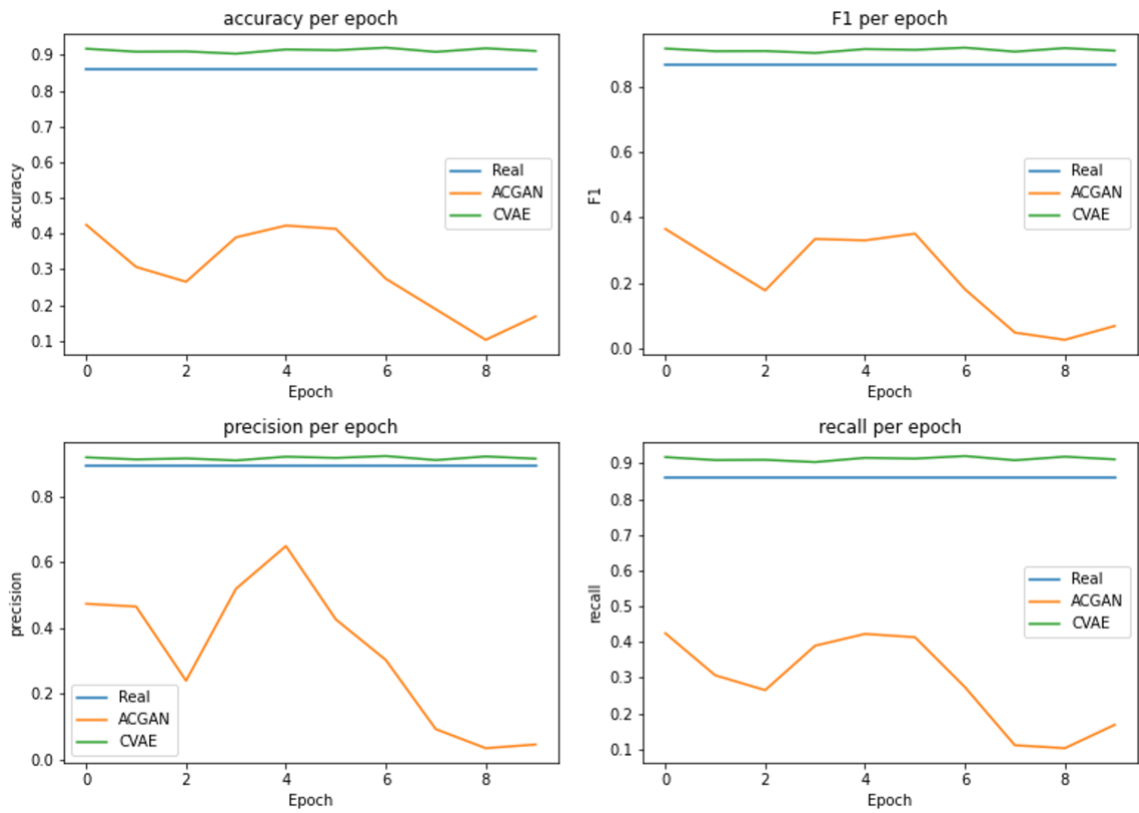 accuracy per epoch
accuracy
0.9
0.8
0.7
0.6
0.5
0.4
0.3
0.2
0.1
Real
ACGAN
CVAE
0 2 4 6 8
Epoch
F1 per epoch
F1
0.8
0.6
0.4
0.2
0.0
Real
ACGAN
CVAE
0 2 4 6 8
Epoch
precision per epoch
precision
0.8
0.6
0.4
0.2
0.0
Real
ACGAN
CVAE
0 2 4 6 8
Epoch
recall per epoch
recall
0.9
0.8
0.7
0.6
0.5
0.4
0.3
0.2
0.1
Real
ACGAN
CVAE
0 2 4 6 8
Epoch